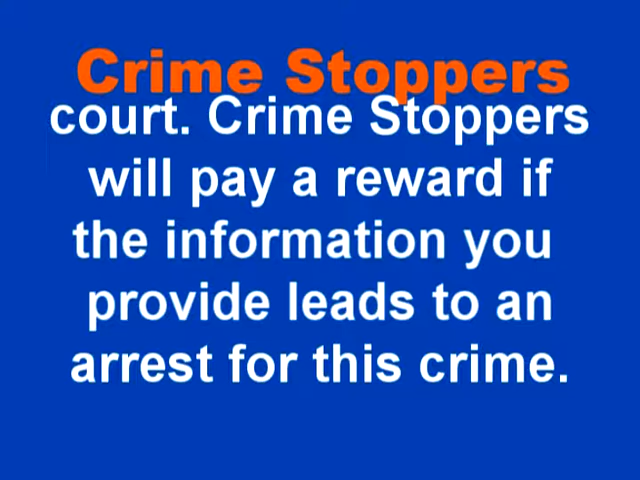 Crime Stoppers
court. Crime Stoppers
will pay a reward if
the information you
provide leads to an
arrest for this crime.